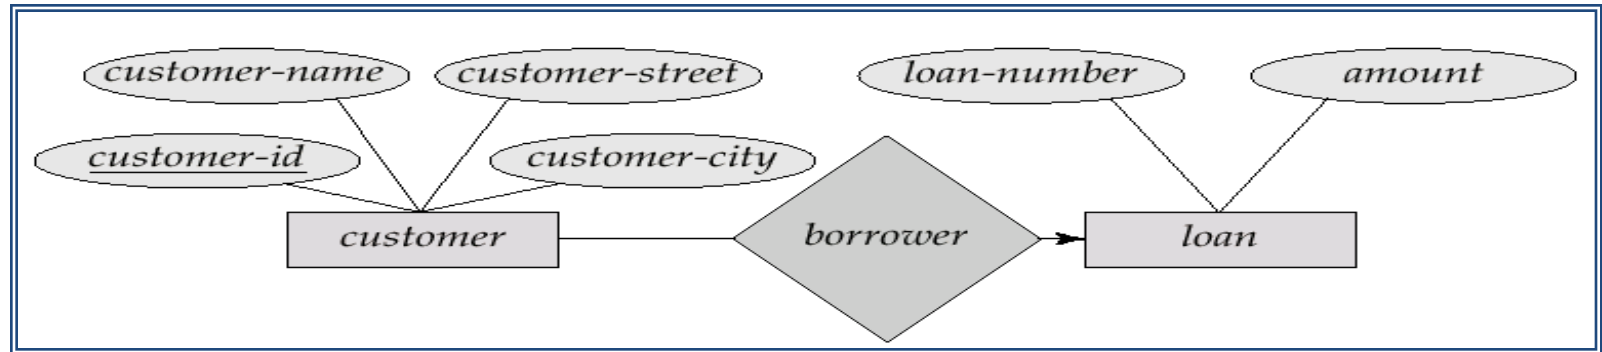 customer-name
customer-street
loan-number
amount
customer-id
customer-city
customer
borrower
loan